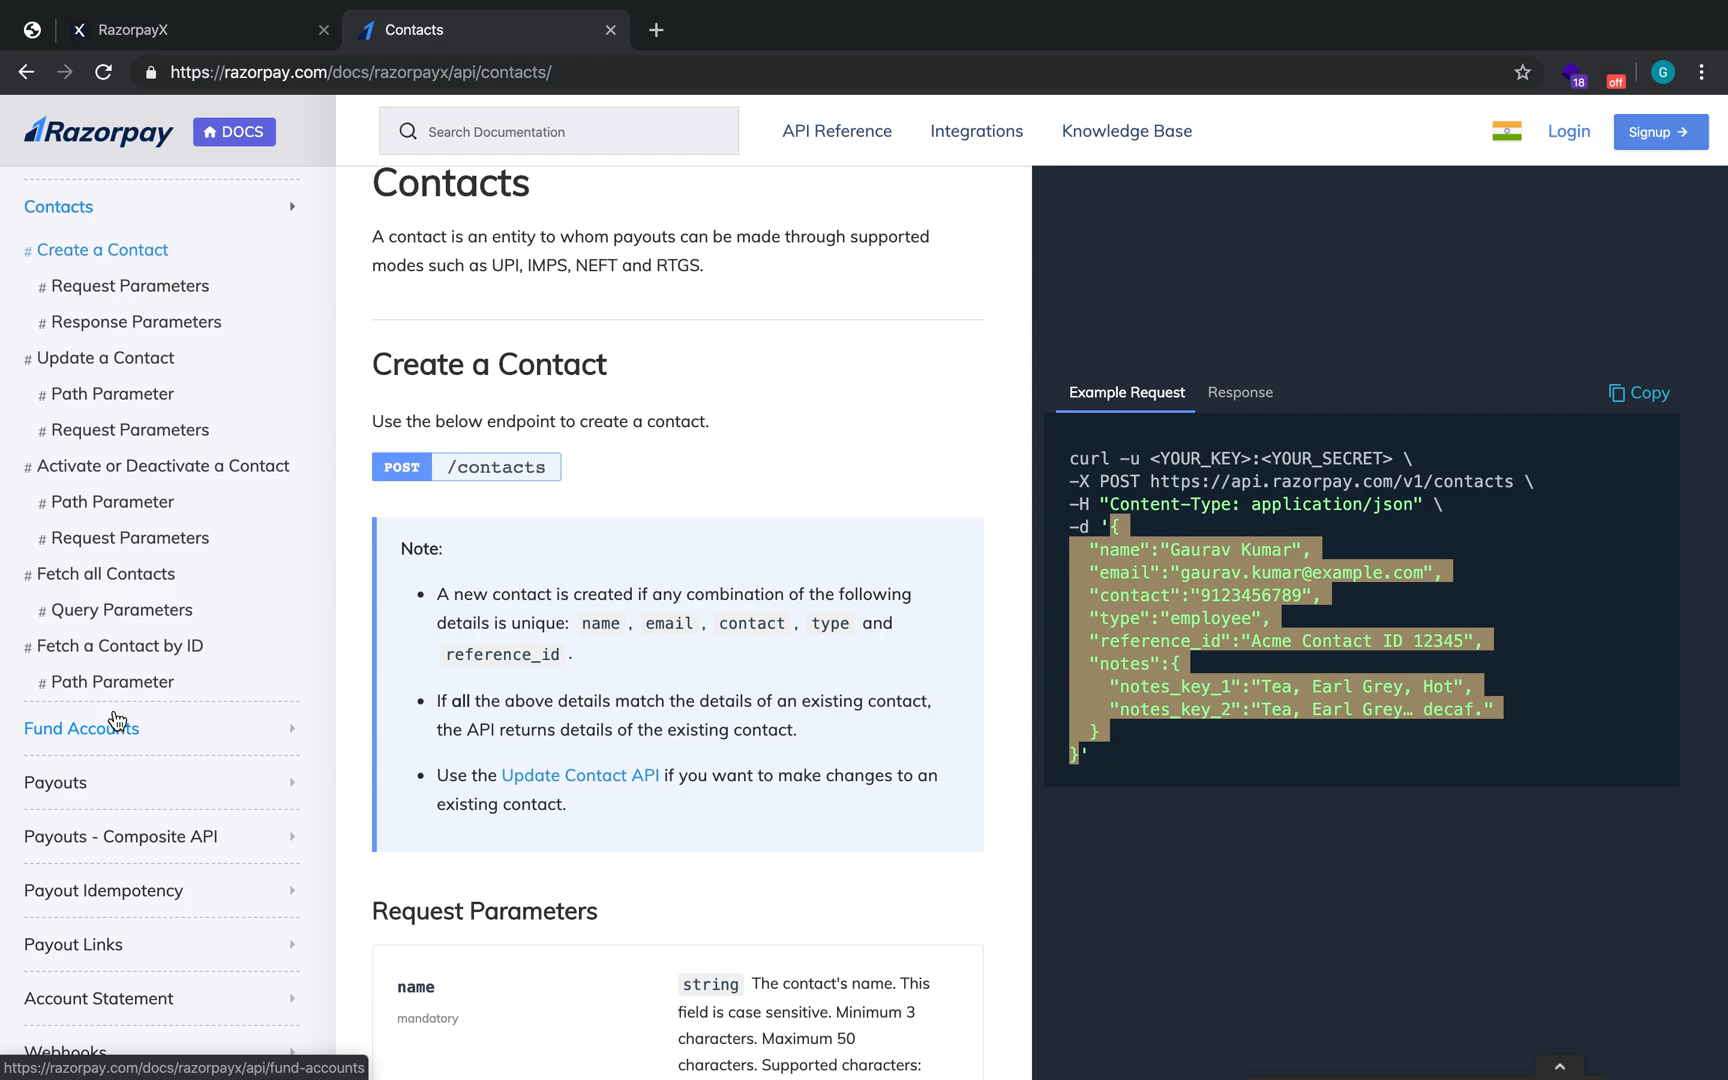 RazorpayX
Contacts
https://razorpay.com/docs/razorpayx/api/contacts/
18
off
G
Razorpay
DOCS
Search Documentation
API Reference
Integrations
Knowledge Base
Login
Signup →
Contacts
# Create a Contact
# Request Parameters
# Response Parameters
# Update a Contact
# Path Parameter
# Request Parameters
# Activate or Deactivate a Contact
# Path Parameter
# Request Parameters
# Fetch all Contacts
# Query Parameters
# Fetch a Contact by ID
# Path Parameter
Fund Accounts
Payouts
Payouts - Composite API
Payout Idempotency
Payout Links
Account Statement
Webhooks
https://razorpay.com/docs/razorpayx/api/fund-accounts
Contacts
A contact is an entity to whom payouts can be made through supported
modes such as UPI, IMPS, NEFT and RTGS.
Create a Contact
Use the below endpoint to create a contact.
POST /contacts
Note:
• A new contact is created if any combination of the following
details is unique: name , email , contact , type and
reference_id .
• If all the above details match the details of an existing contact,
the API returns details of the existing contact.
• Use the Update Contact API if you want to make changes to an
existing contact.
Request Parameters
name
mandatory
string The contact's name. This
field is case sensitive. Minimum 3
characters. Maximum 50
characters. Supported characters:
Example Request
Response
Copy
curl -u <YOUR_KEY>:<YOUR_SECRET> \
-X POST https://api.razorpay.com/v1/contacts \
-H "Content-Type: application/json" \
-d '{
"name":"Gaurav Kumar",
"email":"gaurav.kumar@example.com",
"contact":"9123456789",
"type":"employee",
"reference_id":"Acme Contact ID 12345",
"notes":{
"notes_key_1":"Tea, Earl Grey, Hot",
"notes_key_2":"Tea, Earl Grey… decaf."
}
}'